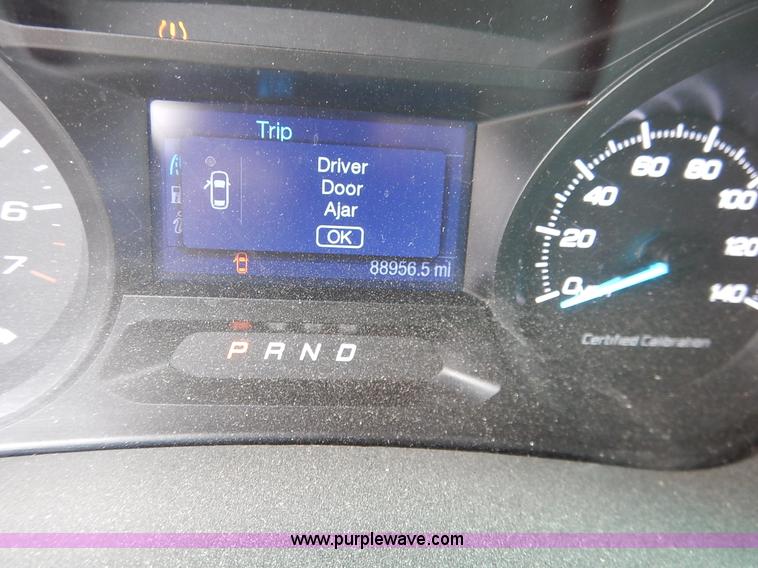 Trip
Driver
Door
Ajar
OK
88956.5 mi
6
7
P R N D
0
20
40
60
80
100
120
140
Certified Calibration
www.purplewave.com